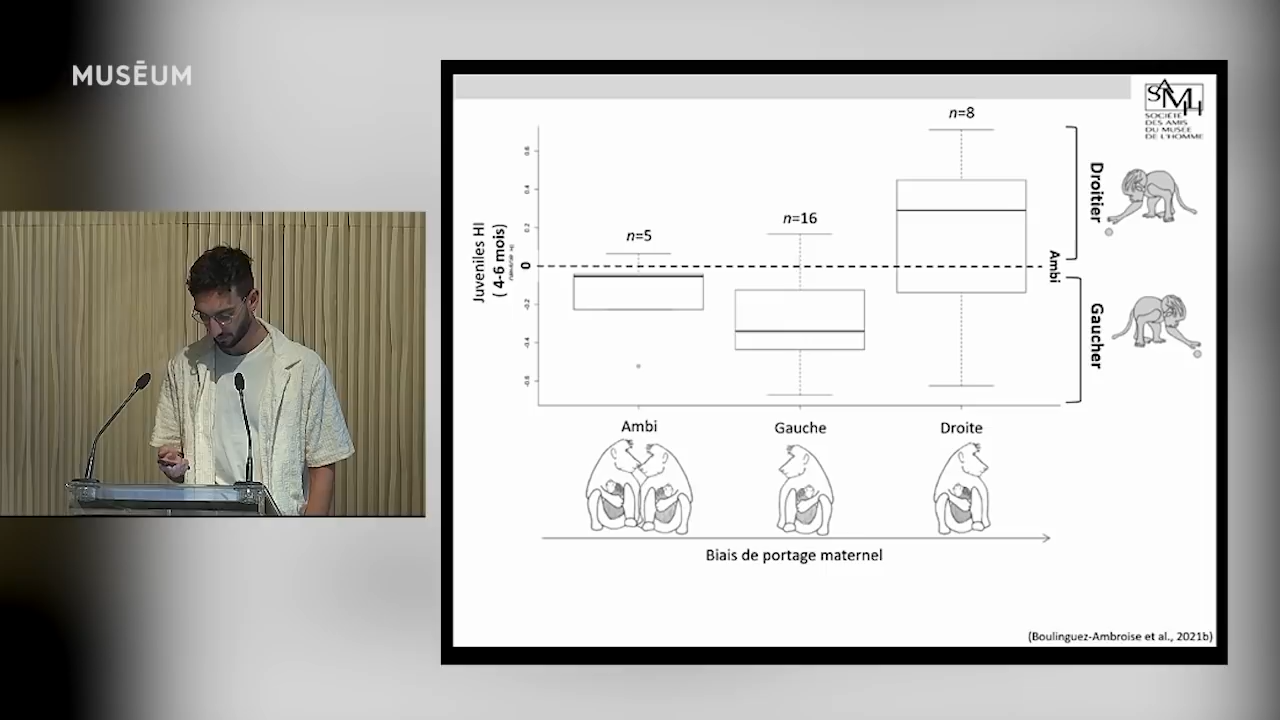 MUSĒUM
SAMH
SOCIÉTÉ
DES AMIS
DU MUSÉE
DE L'HOMME
n=8
n=16
n=5
0.6
0.4
0.2
0
-0.2
-0.4
-0.6
Juveniles HI
( 4-6 mois)
Droitier
Ambi
Gaucher
Ambi
Gauche
Droite
Biais de portage maternel
(Boulinguez-Ambroise et al., 2021b)